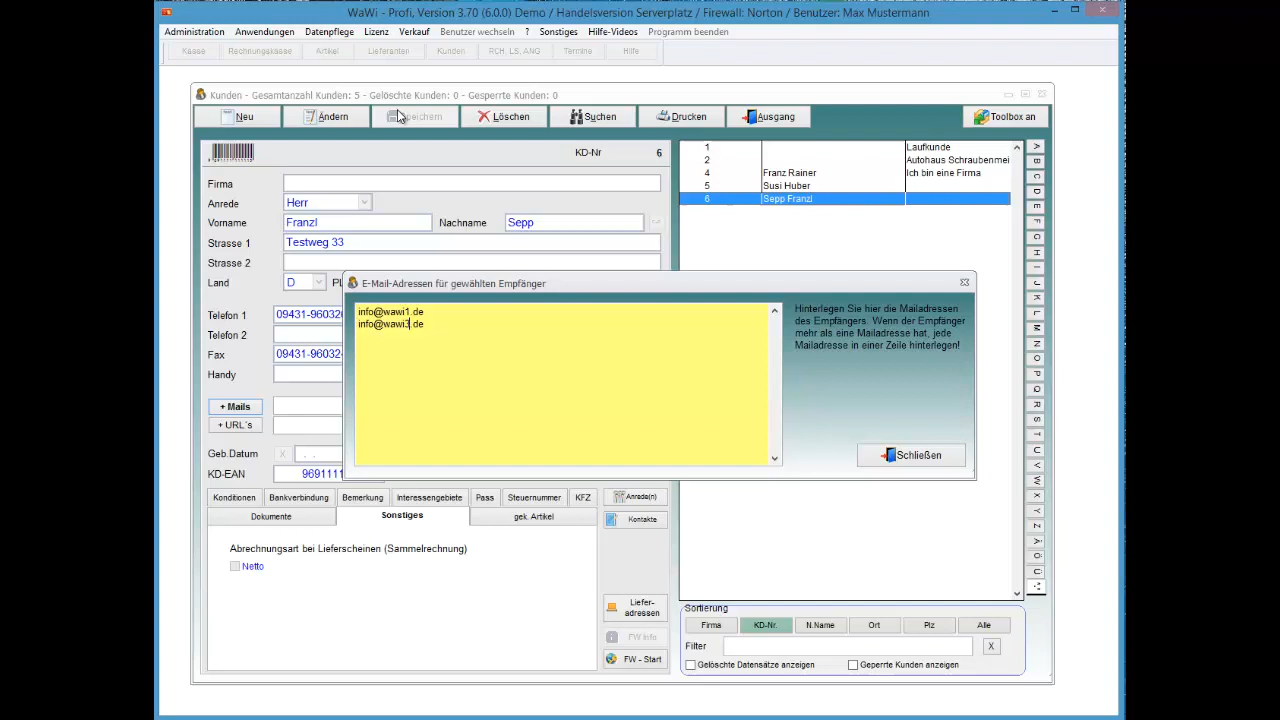 WaWi - Profi, Version 3.70 (6.0.0) Demo / Handelsversion Serverplatz / Firewall: Norton / Benutzer: Max Mustermann
Administration Anwendungen Datenpflege Lizenz Verkauf Benutzer wechseln ? Sonstiges Hilfe-Videos Programm beenden
Kasse Rechnungskasse Artikel Lieferanten Kunden RCH, LS, ANG Termine Hilfe
Kunden - Gesamtanzahl Kunden: 5 - Gelöschte Kunden: 0 - Gesperrte Kunden: 0
Neu Ändern Speichern Löschen Suchen Drucken Ausgang Toolbox an
KD-Nr 6
Firma
Anrede Herr
Vorname Franzl Nachname Sepp
Strasse 1 Testweg 33
Strasse 2
Land D
Telefon 1
Telefon 2
Fax
Handy
+ Mails
+ URL´s
Geb.Datum X . .
KD-EAN
1 Laufkunde
2 Autohaus Schraubenmei
4 Franz Rainer Ich bin eine Firma
5 Susi Huber
6 Sepp Franzl
A
B
C
D
E
F
G
H
I
J
K
L
M
N
O
P
Q
R
S
T
U
V
W
X
Y
Z
Ä
Ö
Ü
E-Mail-Adressen für gewählten Empfänger
info@wawi1.de
info@wawi3.de
Hinterlegen Sie hier die Mailadressen
des Empfängers. Wenn der Empfänger
mehr als eine Mailadresse hat, jede
Mailadresse in einer Zeile hinterlegen!
Schließen
Konditionen Bankverbindung Bemerkung Interessengebiete Pass Steuernummer KFZ
Dokumente Sonstiges gek. Artikel
Abrechnungsart bei Lieferscheinen (Sammelrechnung)
Netto
Anrede(n)
Kontakte
Liefer-
adressen
FW Info
FW - Start
Sortierung
Firma KD-Nr. N.Name Ort Plz Alle
Filter X
Gelöschte Datensätze anzeigen Geperrte Kunden anzeigen